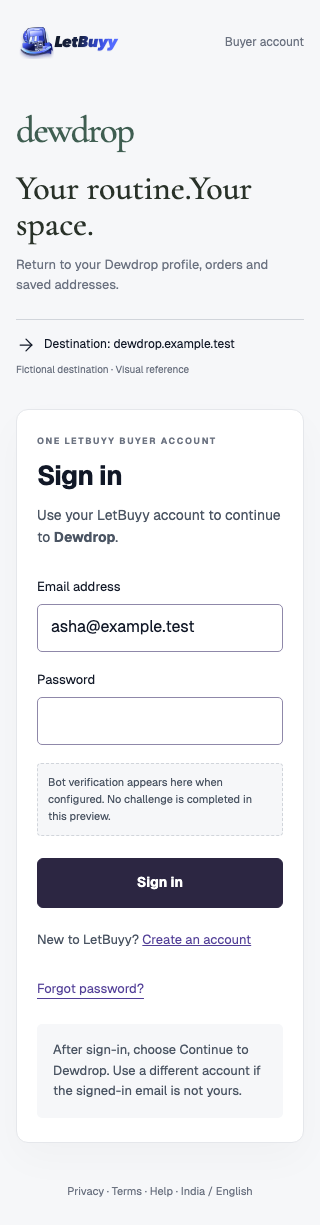 LetBuyy
Buyer account
dewdrop
Your routine.Your
space.
Return to your Dewdrop profile, orders and
saved addresses.
→ Destination: dewdrop.example.test
Fictional destination · Visual reference
ONE LETBUYY BUYER ACCOUNT
Sign in
Use your LetBuyy account to continue
to Dewdrop.
Email address
asha@example.test
Password
Bot verification appears here when
configured. No challenge is completed in
this preview.
Sign in
New to LetBuyy? Create an account
Forgot password?
After sign-in, choose Continue to
Dewdrop. Use a different account if
the signed-in email is not yours.
Privacy · Terms · Help · India / English